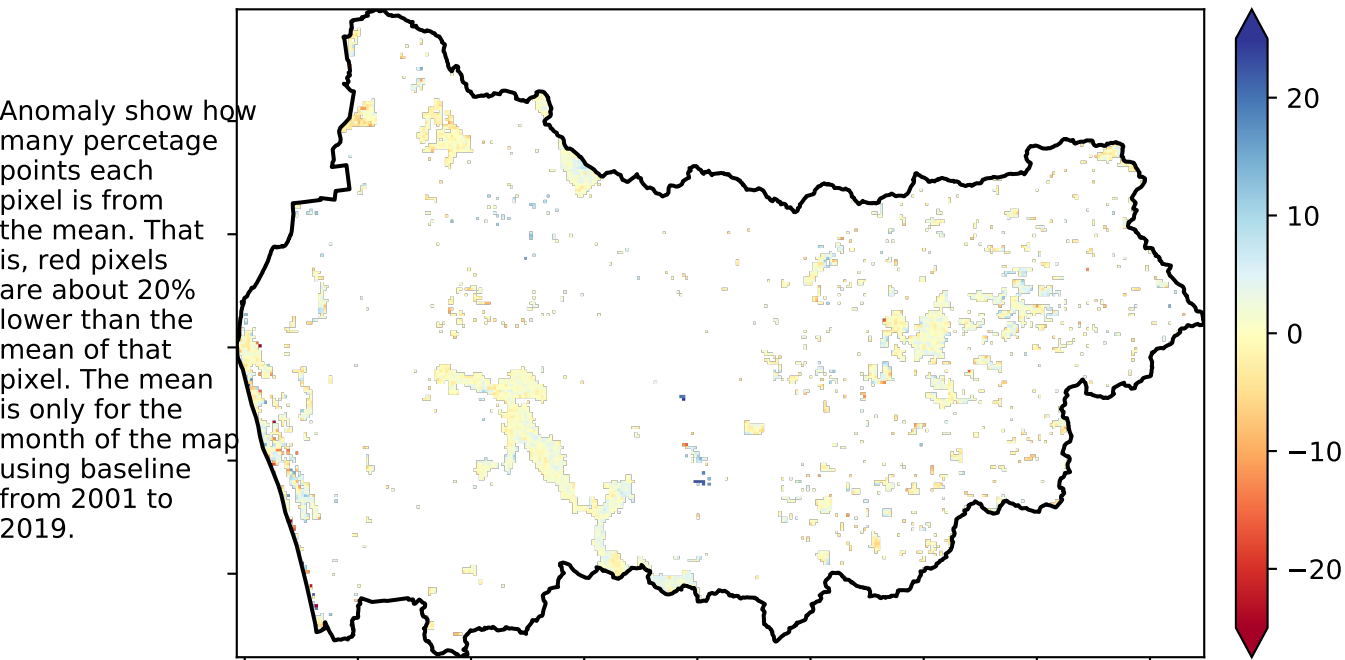 Anomaly show how
many percetage
points each
pixel is from
the mean. That
is, red pixels
are about 20%
lower than the
mean of that
pixel. The mean
is only for the
month of the map
using baseline
from 2001 to
2019.
20
10
0
−10
−20